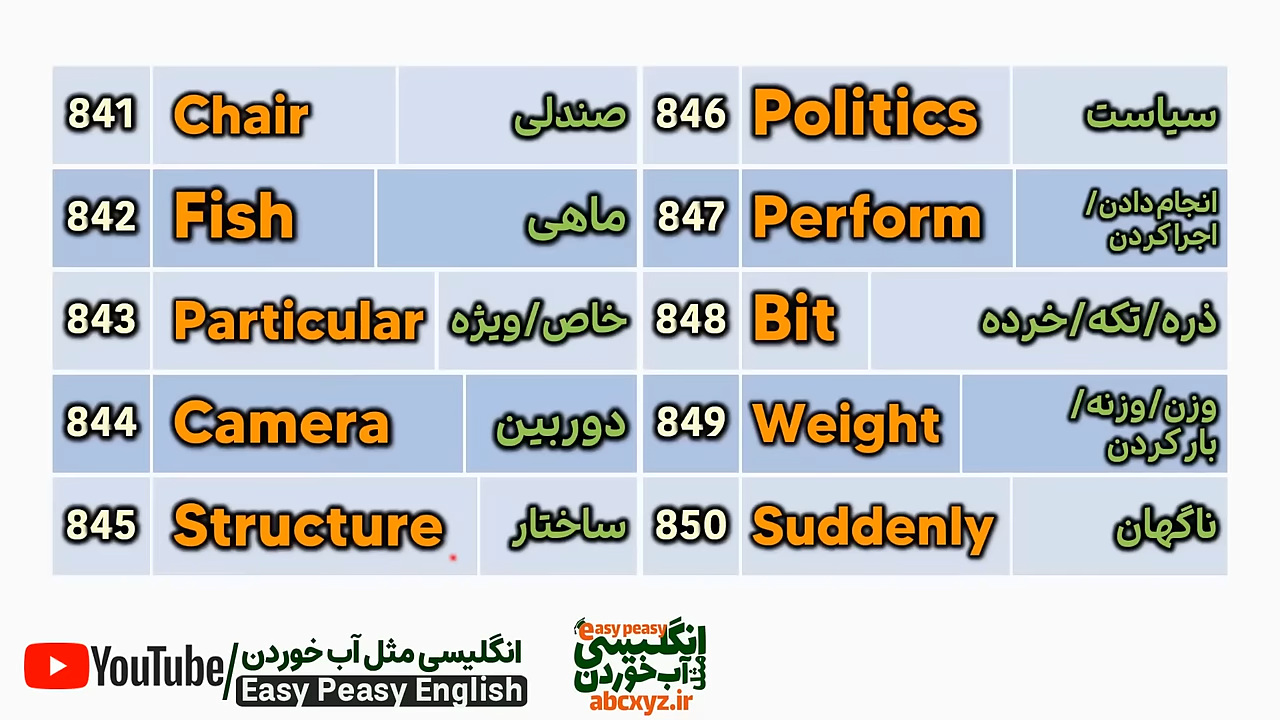 841 Chair صندلی
842 Fish ماهی
843 Particular خاص/ویژه
844 Camera دوربین
845 Structure ساختار
846 Politics سیاست
847 Perform انجام دادن/
اجرا کردن
848 Bit ذره/تکه/خرده
849 Weight وزن/وزنه/
بار کردن
850 Suddenly ناگهان
YouTube/انگلیسی مثل آب خوردن
Easy Peasy English
easy peasy
انگلیسی
مثل آب خوردن
abcxyz.ir